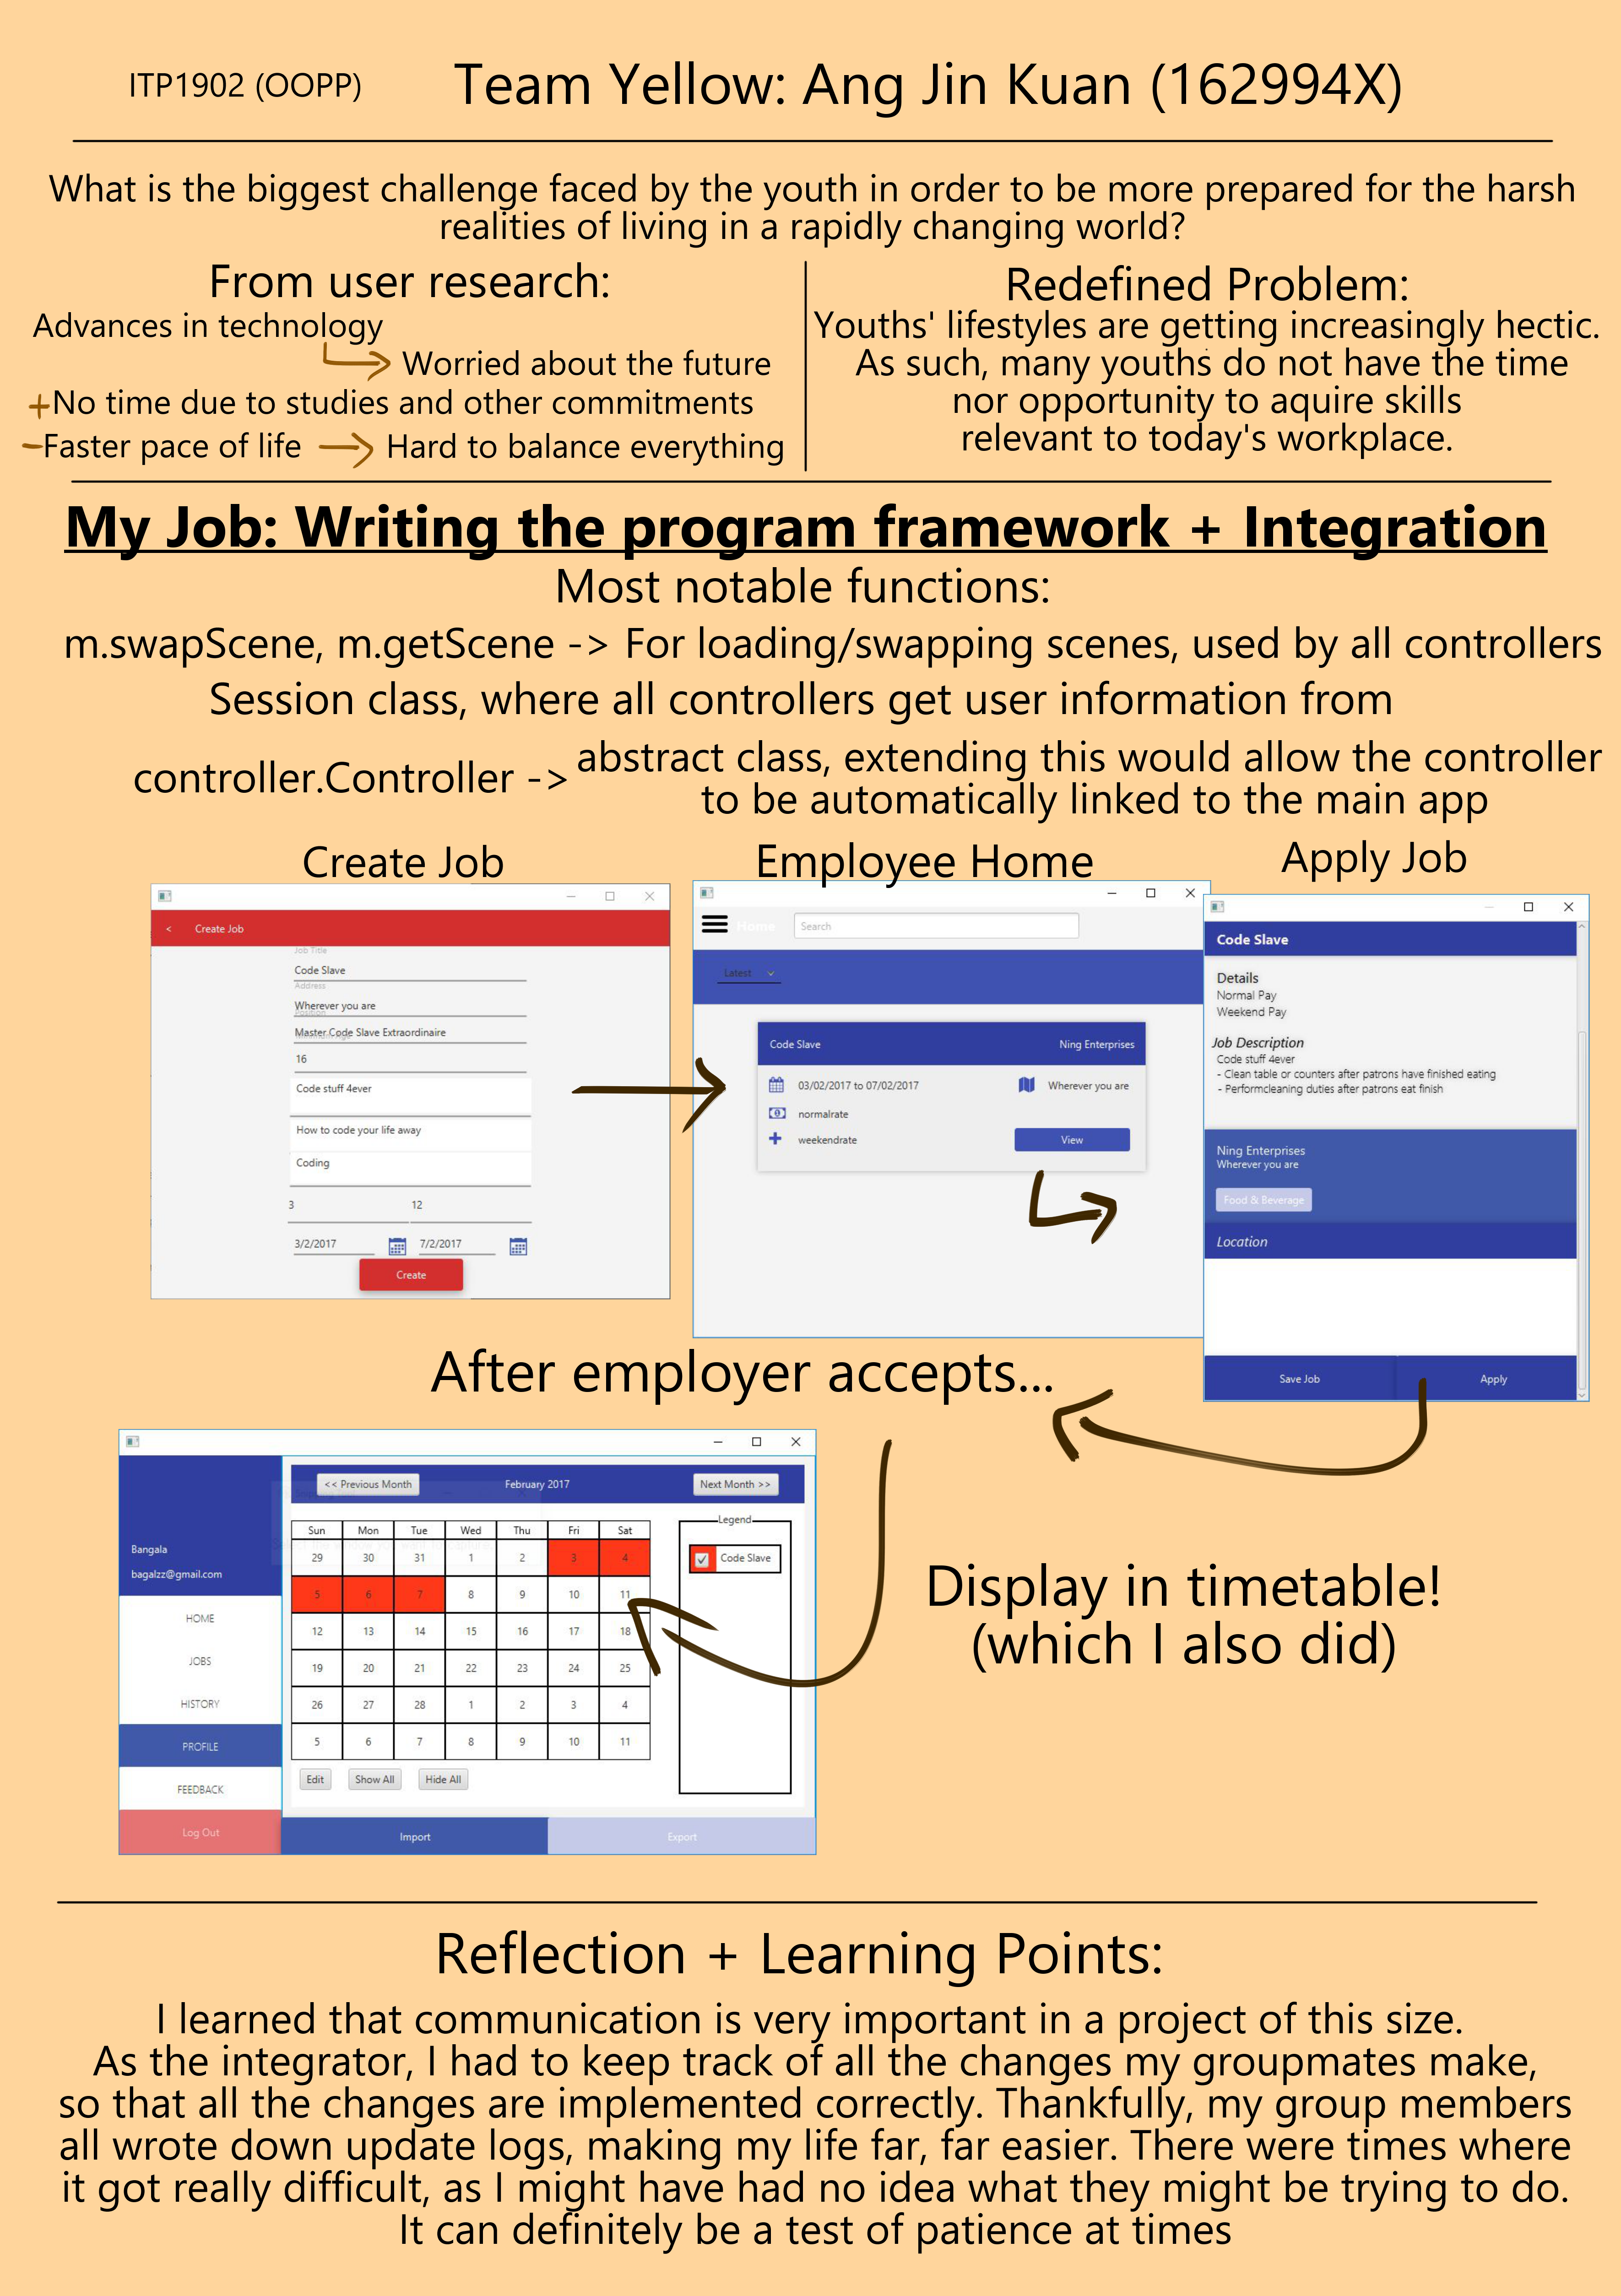 ITP1902 (OOPP)
Team Yellow: Ang Jin Kuan (162994X)
What is the biggest challenge faced by the youth in order to be more prepared for the harsh
realities of living in a rapidly changing world?
From user research:
Advances in technology
Worried about the future
+No time due to studies and other commitments
-Faster pace of life
Hard to balance everything
Redefined Problem:
Youths' lifestyles are getting increasingly hectic.
As such, many youths do not have the time
nor opportunity to aquire skills
relevant to today's workplace.
My Job: Writing the program framework + Integration
Most notable functions:
m.swapScene, m.getScene -> For loading/swapping scenes, used by all controllers
Session class, where all controllers get user information from
controller.Controller ->
abstract class, extending this would allow the controller
to be automatically linked to the main app
Create Job
< Create Job
Job Title
Code Slave
Address
Wherever you are
Position
Master Code Slave Extraordinaire
16
Code stuff 4ever
How to code your life away
Coding
3 12
3/2/2017 7/2/2017
Create
Employee Home
Home Search
Latest
Code Slave Ning Enterprises
03/02/2017 to 07/02/2017 Wherever you are
normalrate
weekendrate View
Apply Job
Code Slave
Details
Normal Pay
Weekend Pay
Job Description
Code stuff 4ever
- Clean table or counters after patrons have finished eating
- Performcleaning duties after patrons eat finish
Ning Enterprises
Wherever you are
Food & Beverage
Location
Save Job Apply
After employer accepts...
Bangala
bagalzz@gmail.com
HOME
JOBS
HISTORY
PROFILE
FEEDBACK
Log Out
<< Previous Month February 2017 Next Month >>
Sun Mon Tue Wed Thu Fri Sat
29 30 31 1 2 3 4
5 6 7 8 9 10 11
12 13 14 15 16 17 18
19 20 21 22 23 24 25
26 27 28 1 2 3 4
5 6 7 8 9 10 11
Legend
Code Slave
Edit Show All Hide All
Import Export
Display in timetable!
(which I also did)
Reflection + Learning Points:
I learned that communication is very important in a project of this size.
As the integrator, I had to keep track of all the changes my groupmates make,
so that all the changes are implemented correctly. Thankfully, my group members
all wrote down update logs, making my life far, far easier. There were times where
it got really difficult, as I might have had no idea what they might be trying to do.
It can definitely be a test of patience at times